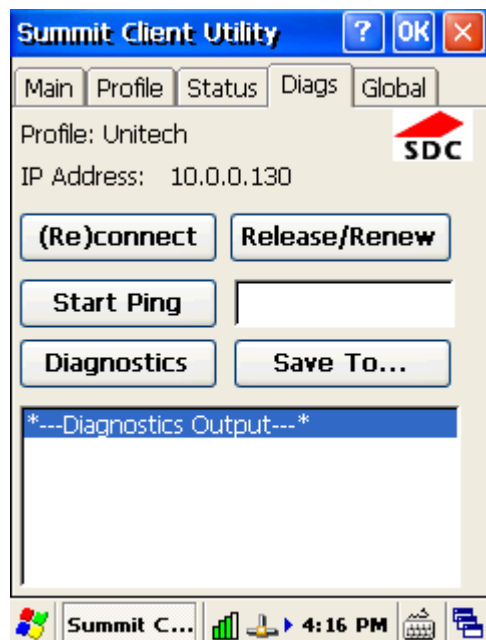 Summit Client Utility ? OK
Main Profile Status Diags Global
Profile: Unitech
SDC
IP Address: 10.0.0.130
(Re)connect Release/Renew
Start Ping
Diagnostics Save To...
*---Diagnostics Output---*
Summit C... 4:16 PM